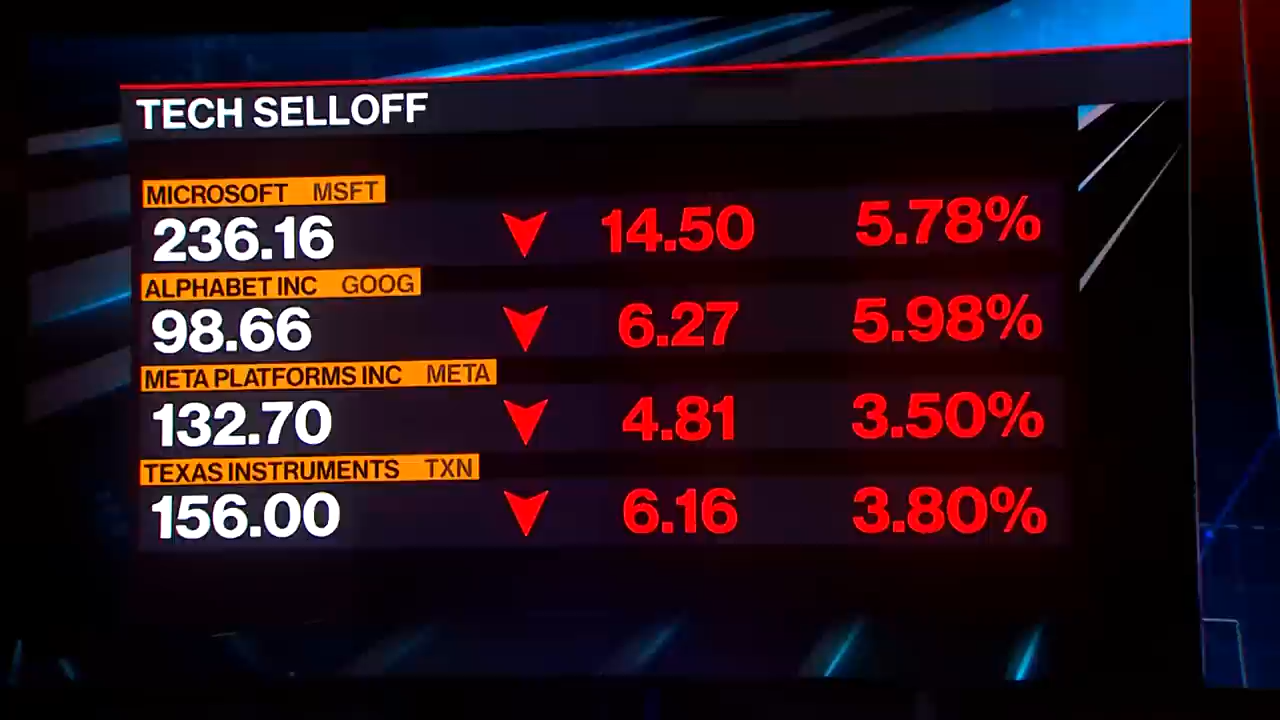 TECH SELLOFF
MICROSOFT MSFT
236.16 14.50 5.78%
ALPHABET INC GOOG
98.66 6.27 5.98%
META PLATFORMS INC META
132.70 4.81 3.50%
TEXAS INSTRUMENTS TXN
156.00 6.16 3.80%